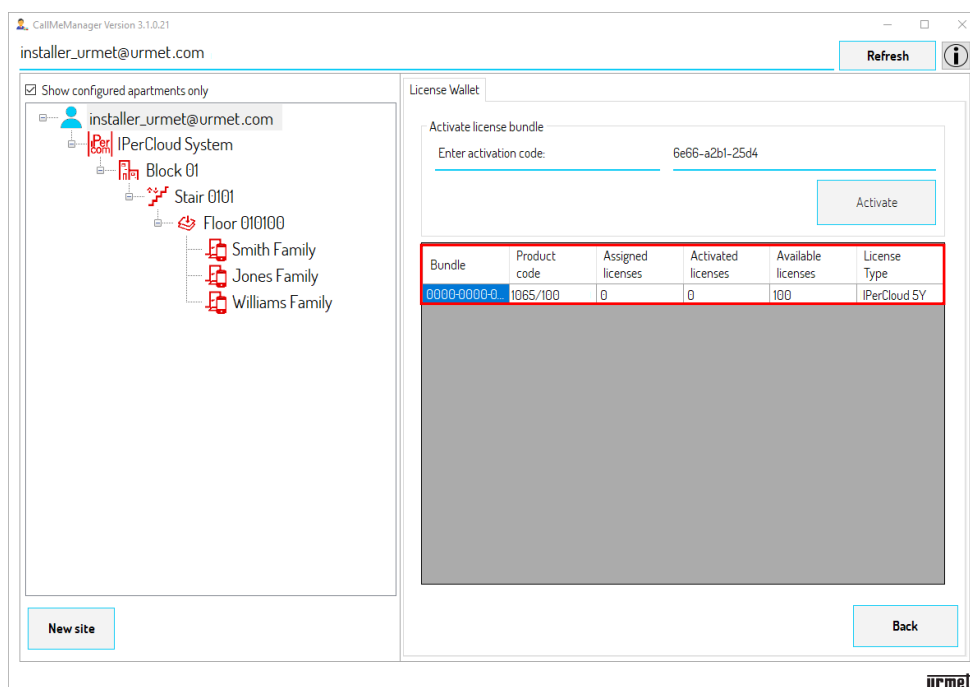 CallMeManager Version 3.1.0.21
installer_urmet@urmet.com
Refresh
Show configured apartments only
installer_urmet@urmet.com
IPerCloud System
Block 01
Stair 0101
Floor 010100
Smith Family
Jones Family
Williams Family
New site
License Wallet
Activate license bundle
Enter activation code: 6e66-a2b1-25d4
Activate
Bundle Product code Assigned licenses Activated licenses Available licenses License Type
0000-0000-0... 1065/100 0 0 100 IPerCloud 5Y
Back
urmet